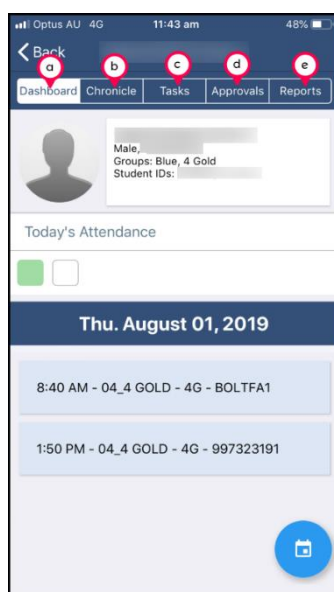 Optus AU 4G 11:43 am 48%
Back
a b c d e
Dashboard Chronicle Tasks Approvals Reports
Male,
Groups: Blue, 4 Gold
Student IDs:
Today's Attendance
Thu. August 01, 2019
8:40 AM - 04_4 GOLD - 4G - BOLTFA1
1:50 PM - 04_4 GOLD - 4G - 997323191